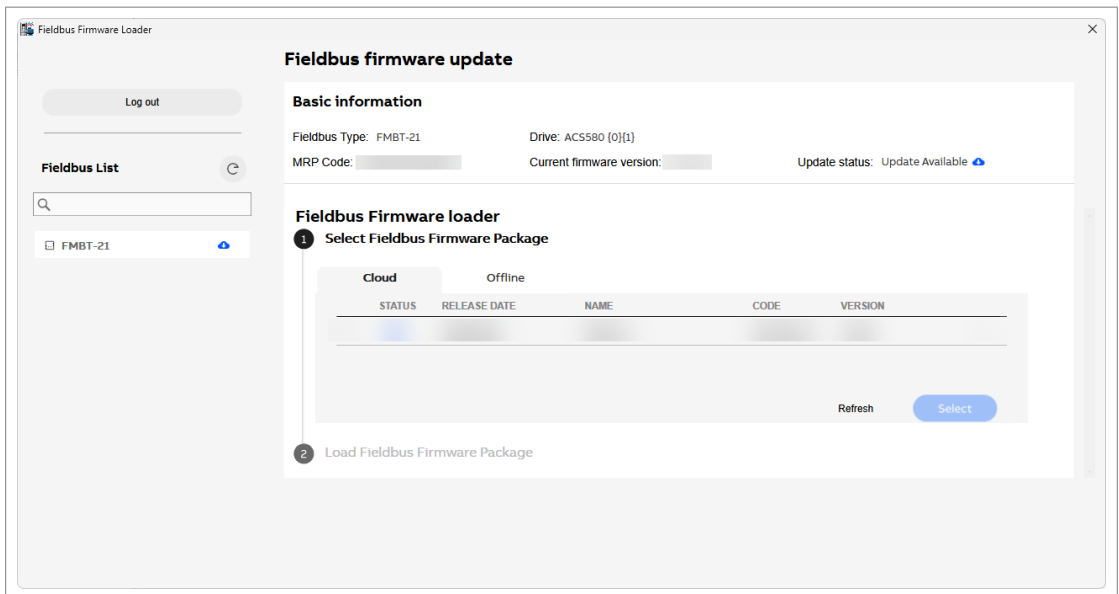 Fieldbus Firmware Loader
Fieldbus firmware update
Log out
Basic information
Fieldbus Type: FMBT-21 Drive: ACS580 {0}{1}
MRP Code: Current firmware version: Update status: Update Available
Fieldbus List
Fieldbus Firmware loader
1 Select Fieldbus Firmware Package
FMBT-21
Cloud Offline
STATUS RELEASE DATE NAME CODE VERSION
Refresh Select
2 Load Fieldbus Firmware Package